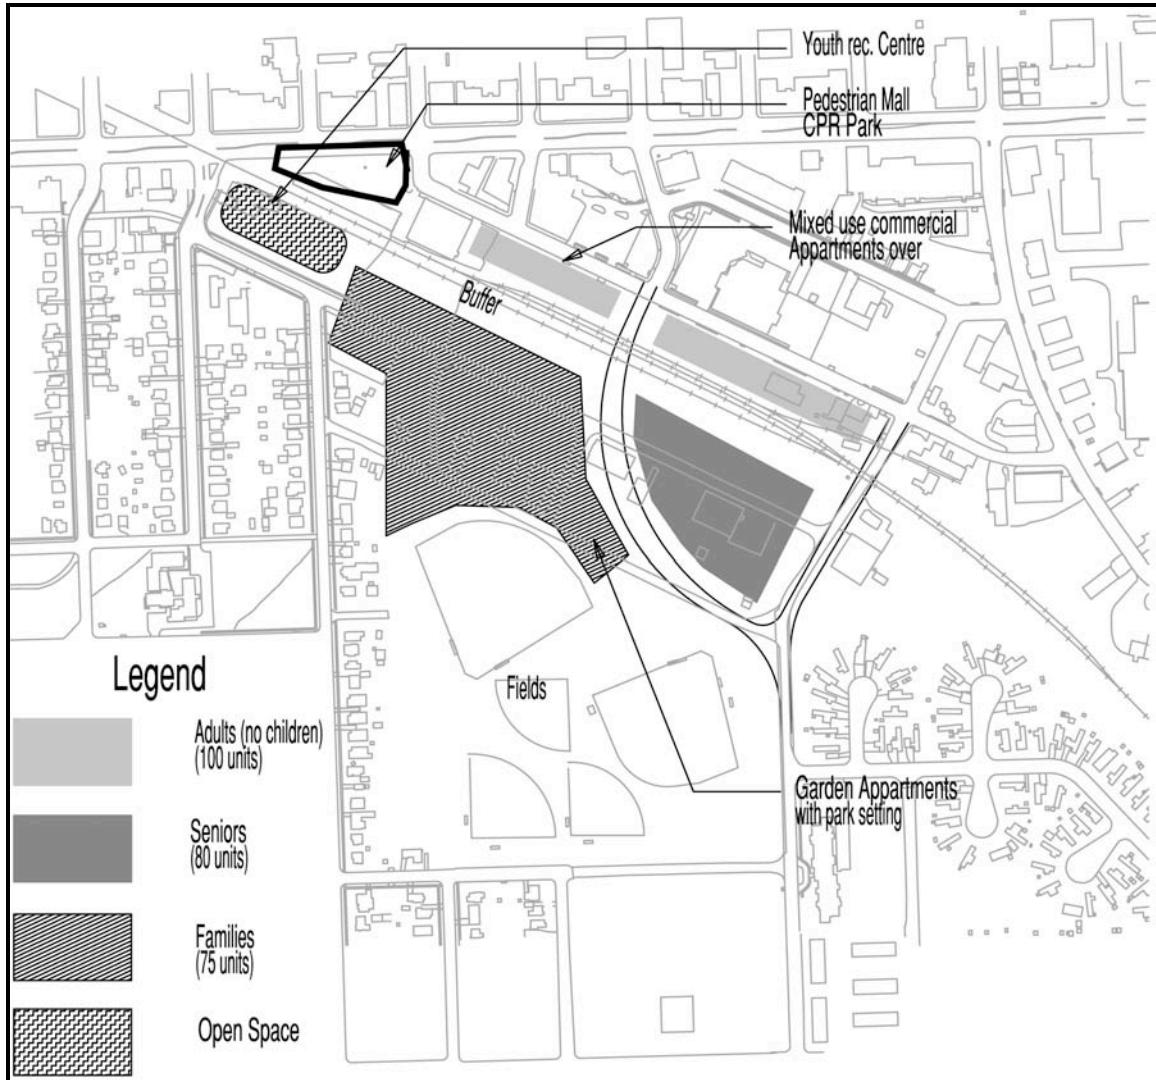 Youth rec. Centre
Pedestrian Mall
CPR Park
Mixed use commercial
Appartments over
Buffer
Fields
Garden Appartments
with park setting
Legend
Adults (no children)
(100 units)
Seniors
(80 units)
Families
(75 units)
Open Space